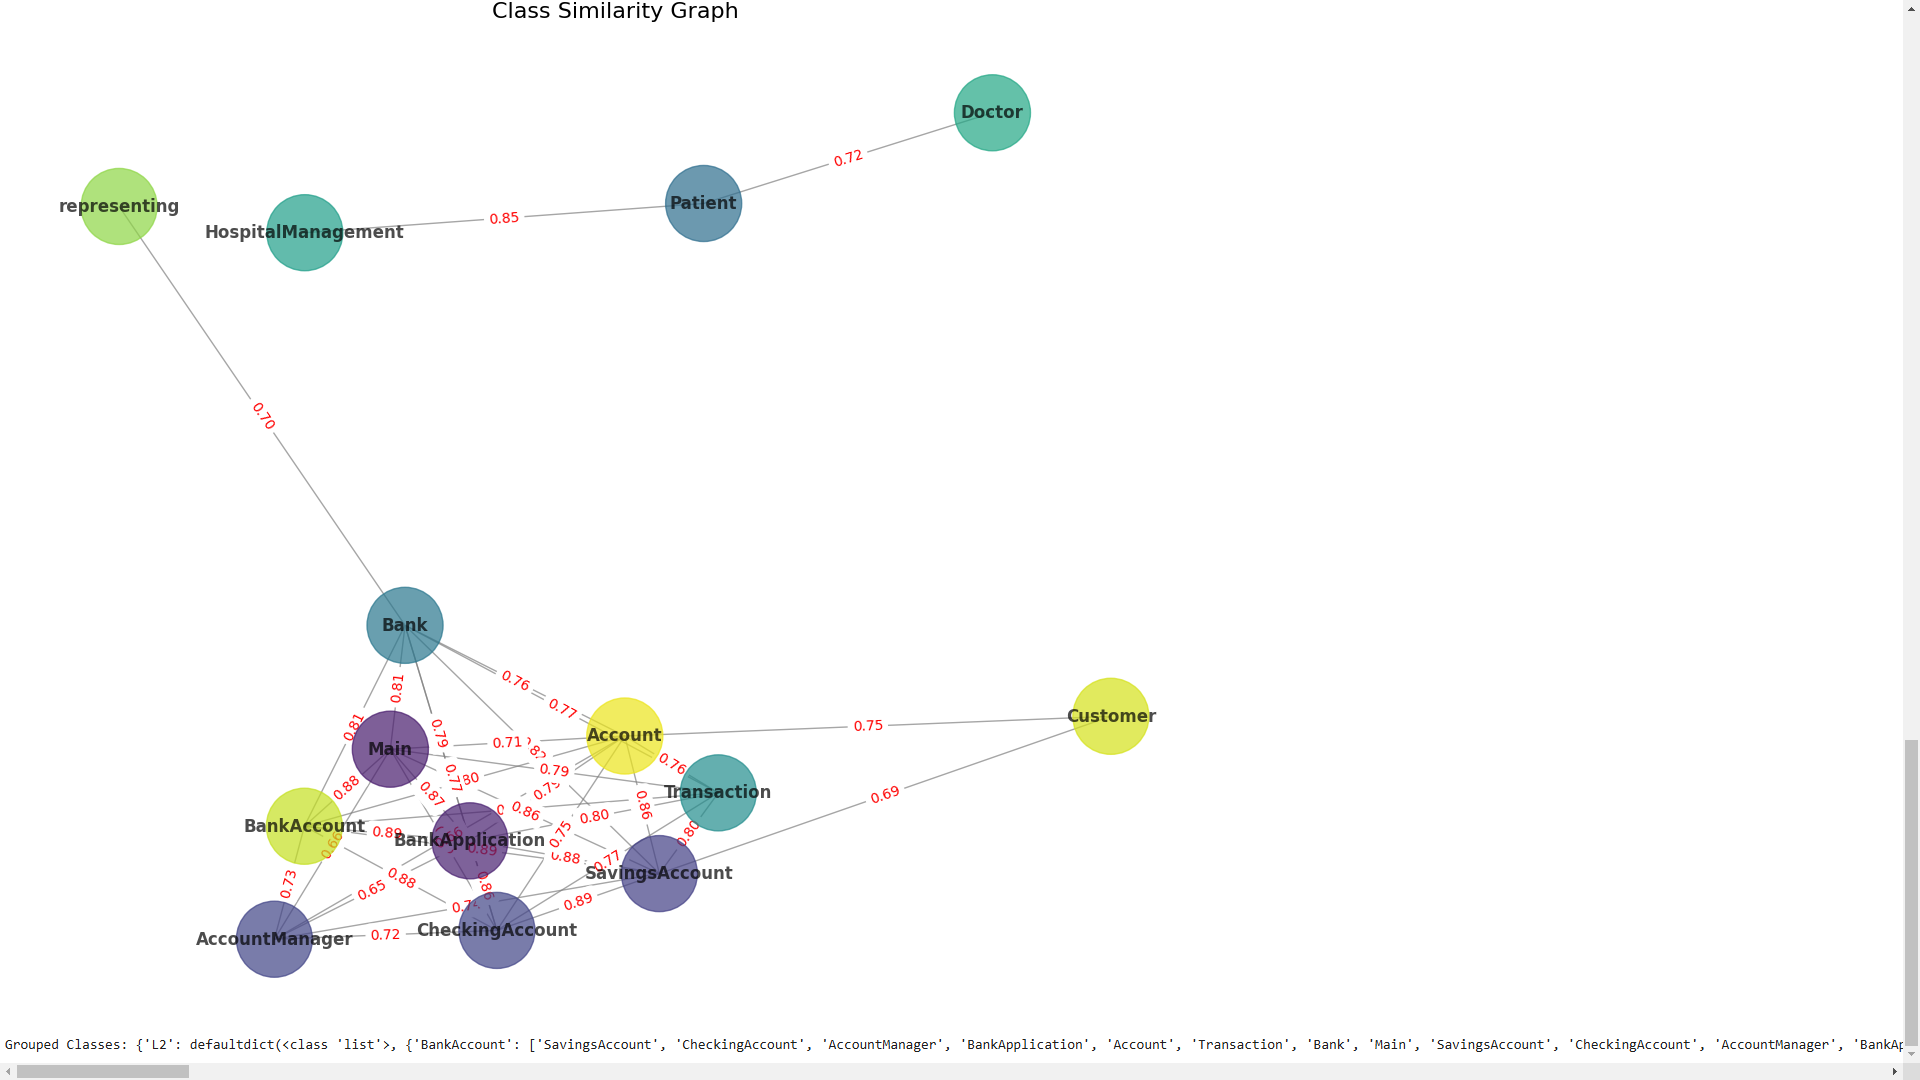 Class Similarity Graph
Doctor
0.72
Patient
representing
0.85
HospitalManagement
0.70
Bank
0.76
0.81
0.77
Customer
0.75
0.81
0.79
Account
0.71
Main
0.76
0.79
0.77
0.88
0.87
Transaction
0.69
0.86
0.86
0.80
BankAccount
0.89
BankApplication
0.80
0.75
0.89
0.88
0.77
SavingsAccount
0.73
0.88
0.65
0.89
0.72
CheckingAccount
AccountManager
Grouped Classes: {'L2': defaultdict(<class 'list'>, {'BankAccount': ['SavingsAccount', 'CheckingAccount', 'AccountManager', 'BankApplication', 'Account', 'Transaction', 'Bank', 'Main', 'SavingsAccount', 'CheckingAccount', 'AccountManager',